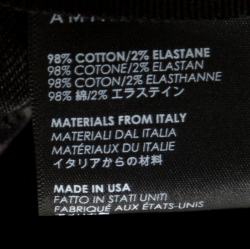 98% COTTON/2% ELASTANE
98% COTONE/2% ELASTAN
98% COTON/2% ELASTHANNE
98% 綿/2% エラステイン
MATERIALS FROM ITALY
MATERIALI DAL ITALIA
MATÉRIAUX DE L'ITALIE
イタリアからの材料
MADE IN USA
FATTO IN STATI UNITI
FABRIQUÉ AUX ÉTATS-UNIS